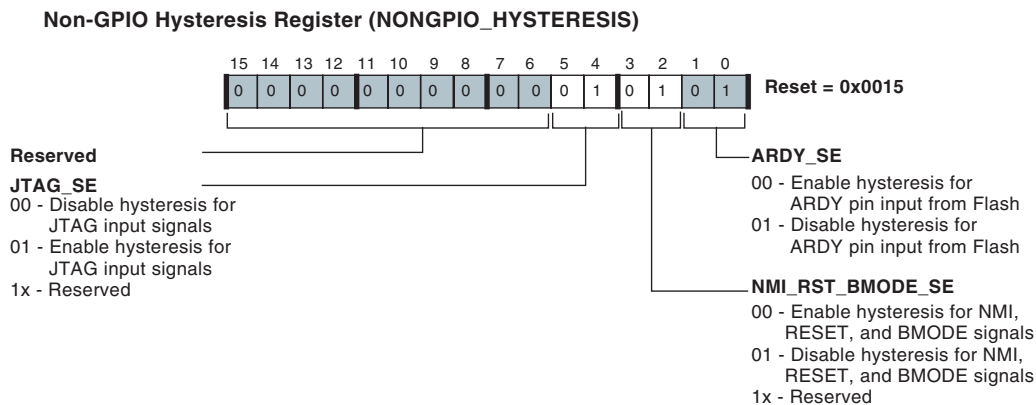 Non-GPIO Hysteresis Register (NONGPIO_HYSTERESIS)
15 14 13 12 11 10 9 8 7 6 5 4 3 2 1 0
0 0 0 0 0 0 0 0 0 0 0 1 0 1 0 1
Reset = 0x0015
Reserved
JTAG_SE
00 - Disable hysteresis for
JTAG input signals
01 - Enable hysteresis for
JTAG input signals
1x - Reserved
ARDY_SE
00 - Enable hysteresis for
ARDY pin input from Flash
01 - Disable hysteresis for
ARDY pin input from Flash
NMI_RST_BMODE_SE
00 - Enable hysteresis for NMI,
RESET, and BMODE signals
01 - Disable hysteresis for NMI,
RESET, and BMODE signals
1x - Reserved